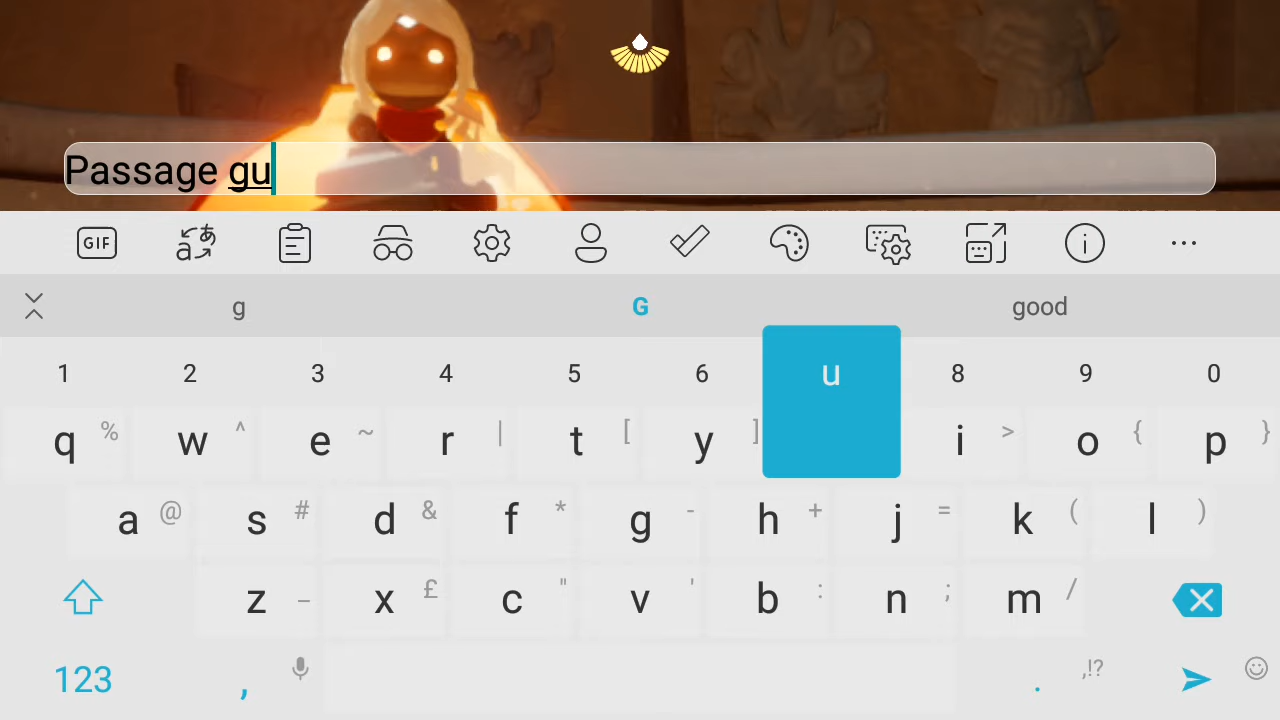 Passage gu
GIF
g G good
1 2 3 4 5 6 u 8 9 0
q % w ^ e ~ r | t [ y ] i > o { p }
a @ s # d & f * g - h + j = k ( l )
z _ x £ c " v ' b : n ; m /
123 , . ,!?